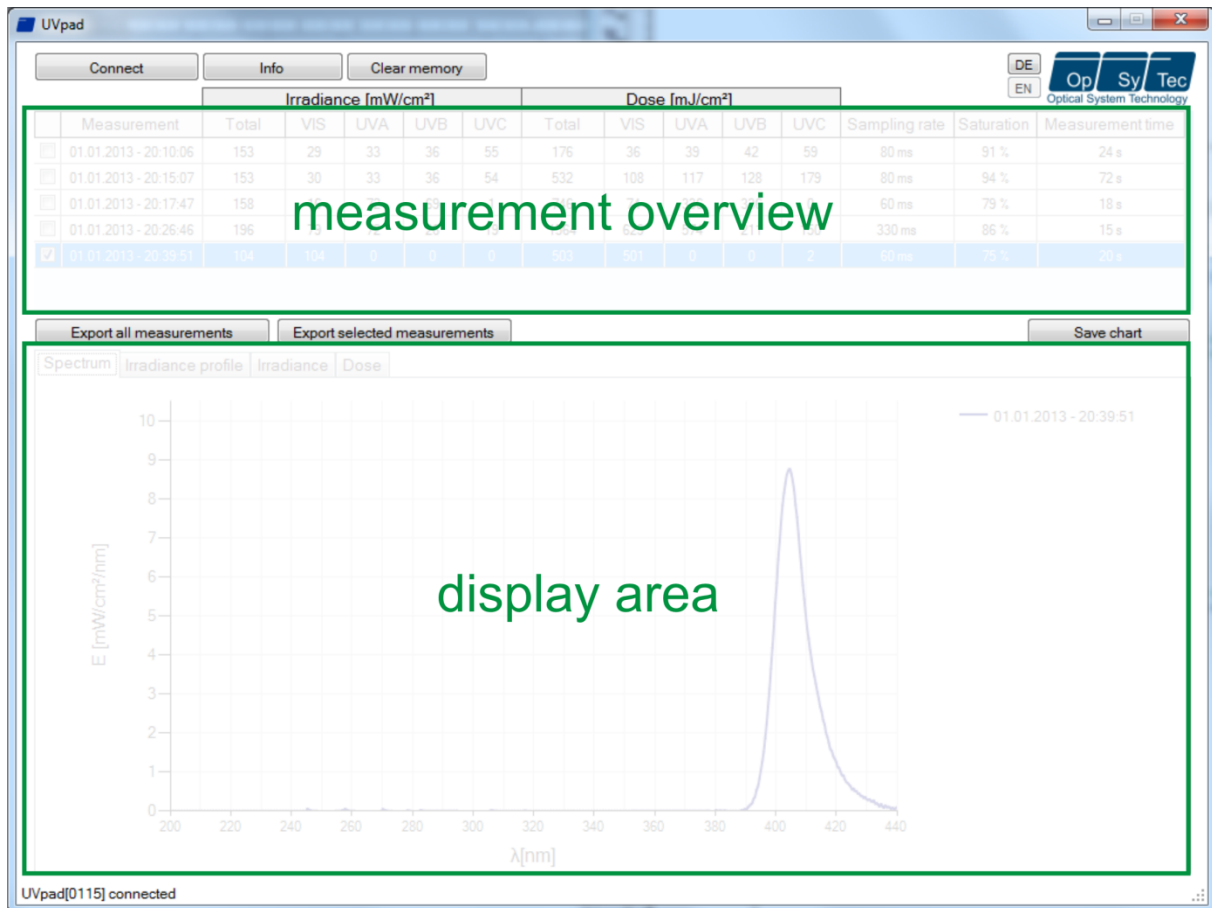 UVpad
Connect Info Clear memory DE
EN
Op Sy Tec
Optical System Technology
Irradiance [mW/cm²] Dose [mJ/cm²]
Measurement Total VIS UVA UVB UVC Total VIS UVA UVB UVC Sampling rate Saturation Measurement time
01.01.2013 - 20:10:06 153 29 33 36 55 176 36 39 42 59 80 ms 91 % 24 s
01.01.2013 - 20:15:07 153 30 33 36 54 532 108 117 128 179 80 ms 94 % 72 s
01.01.2013 - 20:17:47 158 60 ms 79 % 18 s
measurement overview
01.01.2013 - 20:26:46 196 330 ms 86 % 15 s
01.01.2013 - 20:39:51 104 104 0 0 0 503 501 0 0 2 60 ms 75 % 20 s
Export all measurements Export selected measurements Save chart
Spectrum Irradiance profile Irradiance Dose
01.01.2013 - 20:39:51
10
9
8
7
6
5
4
3
2
1
0
E [mW/cm²/nm]
display area
200 220 240 260 280 300 320 340 360 380 400 420 440
λ[nm]
UVpad[0115] connected